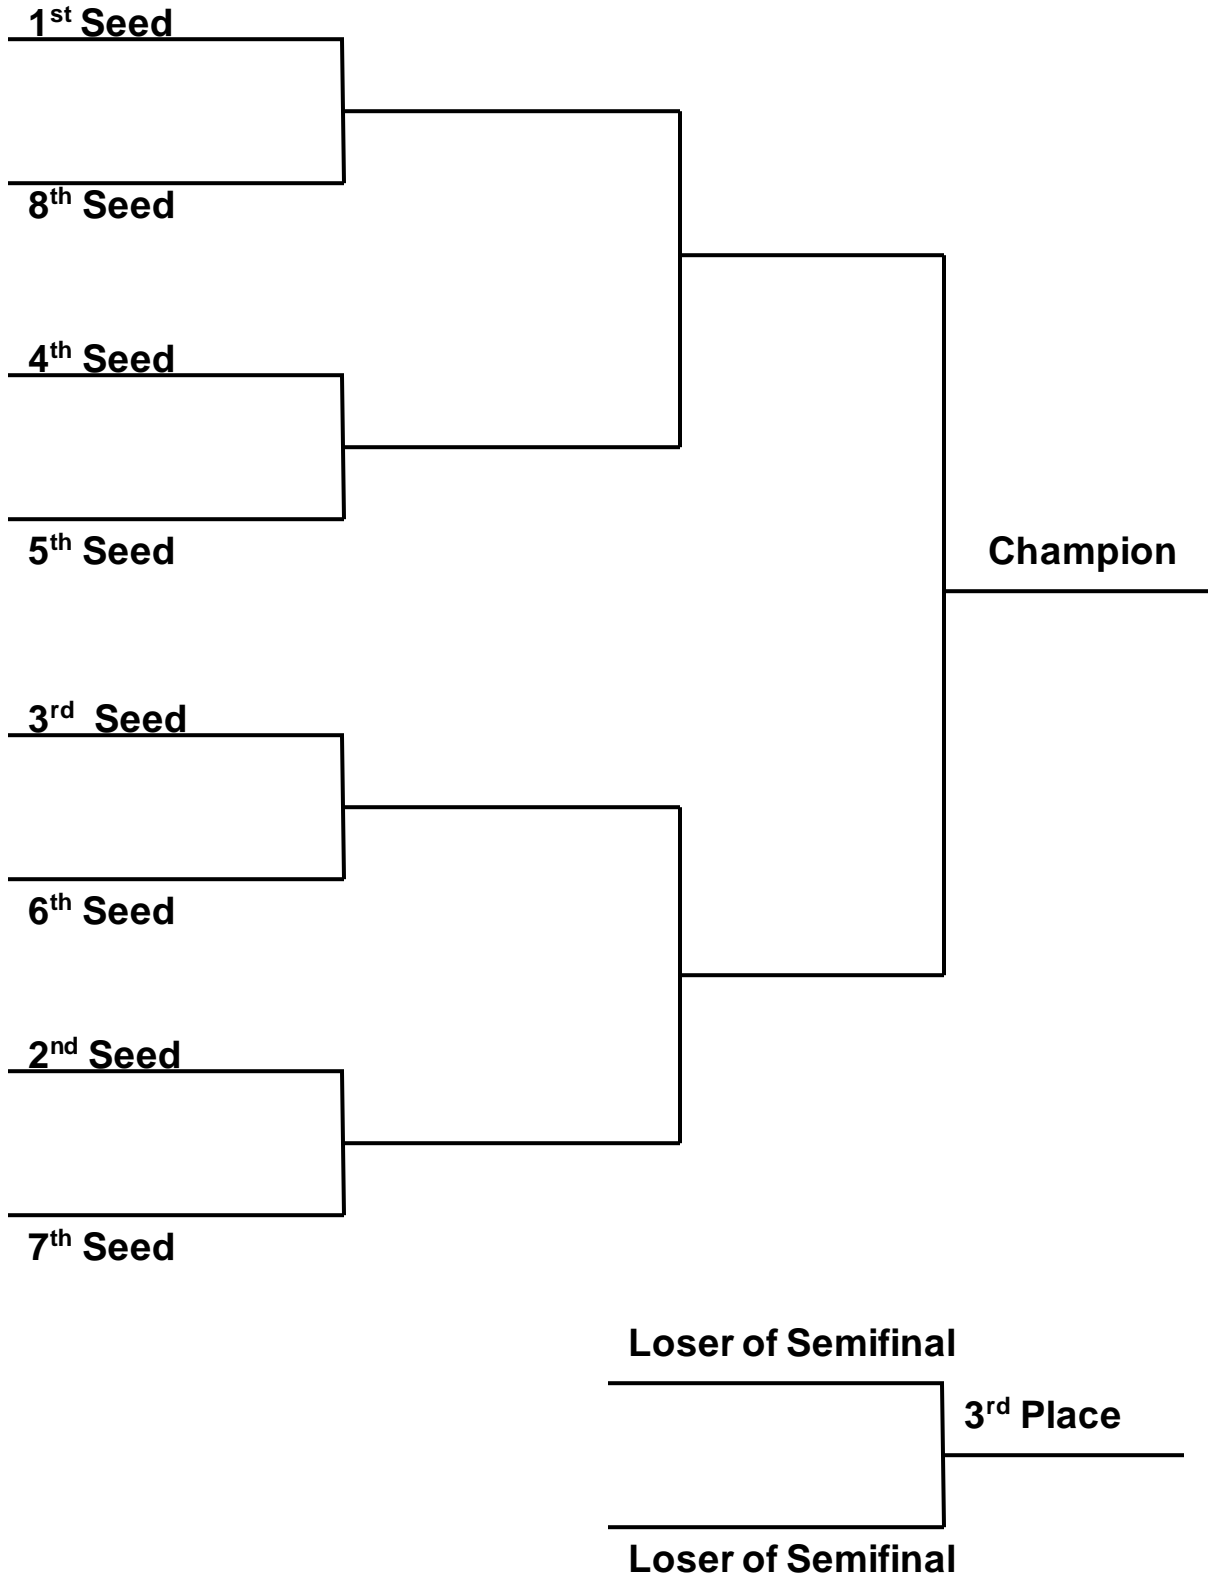 1st Seed
8th Seed
4th Seed
5th Seed
Champion
3rd  Seed
6th Seed
2nd Seed
7th Seed
Loser of Semifinal
3rd Place
Loser of Semifinal